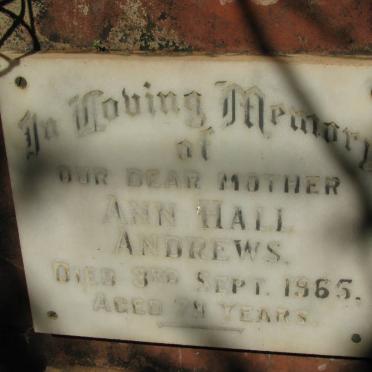 In Loving Memory
of
OUR DEAR MOTHER
ANN HALL
ANDREWS.
DIED 3RD SEPT. 1965,
AGED YEARS.